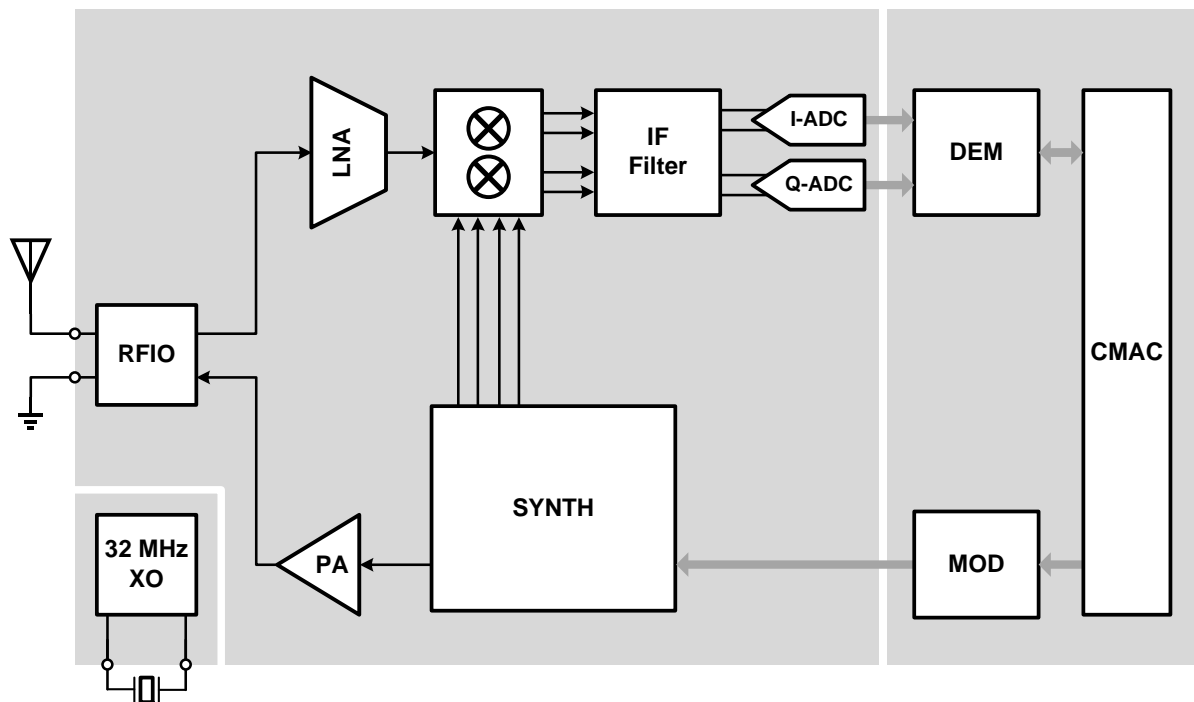 LNA
IF
Filter
I-ADC
Q-ADC
DEM
RFIO
CMAC
SYNTH
32 MHz
XO
PA
MOD